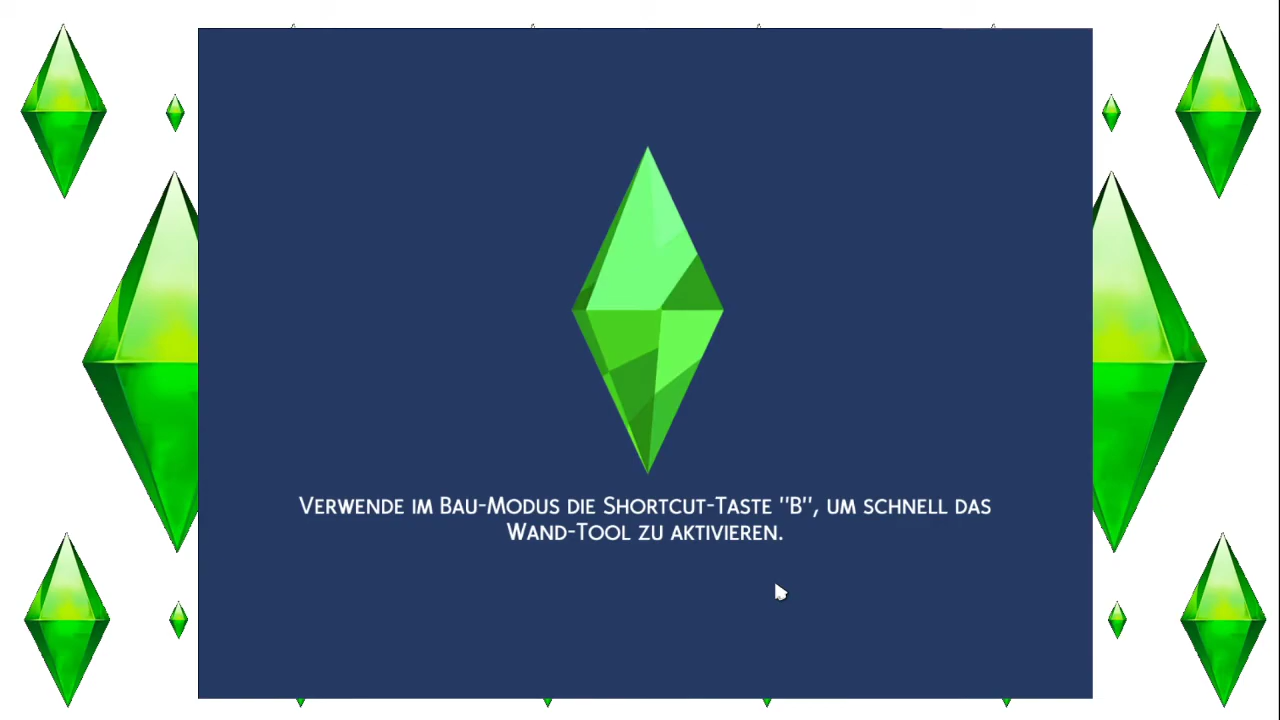 Verwende im Bau-Modus die Shortcut-Taste "B", um schnell das
Wand-Tool zu aktivieren.